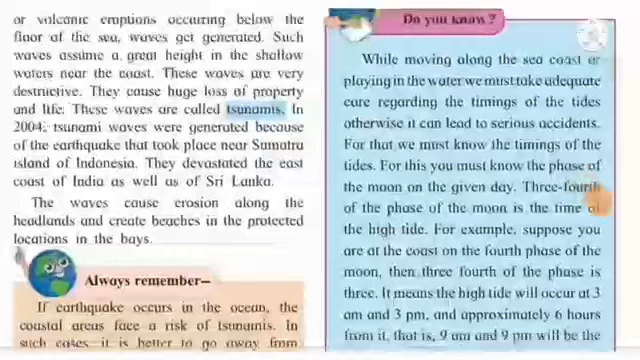 or volcanic eruptions occurring below the
floor of the sea, waves get generated. Such
waves assume a great height in the shallow
waters near the coast. These waves are very
destructive. They cause huge loss of property
and life. These waves are called tsunamis. In
2004, tsunami waves were generated because
of the earthquake that took place near Sumatra
island of Indonesia. They devastated the east
coast of India as well as of Sri Lanka.
The waves cause erosion along the
headlands and create beaches in the protected
locations in the bays.
Always remember–
If earthquake occurs in the ocean, the
coastal areas face a risk of tsunamis. In
such cases it is better to go away from
Do you know ?
While moving along the sea coast or
playing in the water we must take adequate
care regarding the timings of the tides
otherwise it can lead to serious accidents.
For that we must know the timings of the
tides. For this you must know the phase of
the moon on the given day. Three-fourth
of the phase of the moon is the time of
the high tide. For example, suppose you
are at the coast on the fourth phase of the
moon, then three fourth of the phase is
three. It means the high tide will occur at 3
am and 3 pm, and approximately 6 hours
from it, that is, 9 am and 9 pm will be the